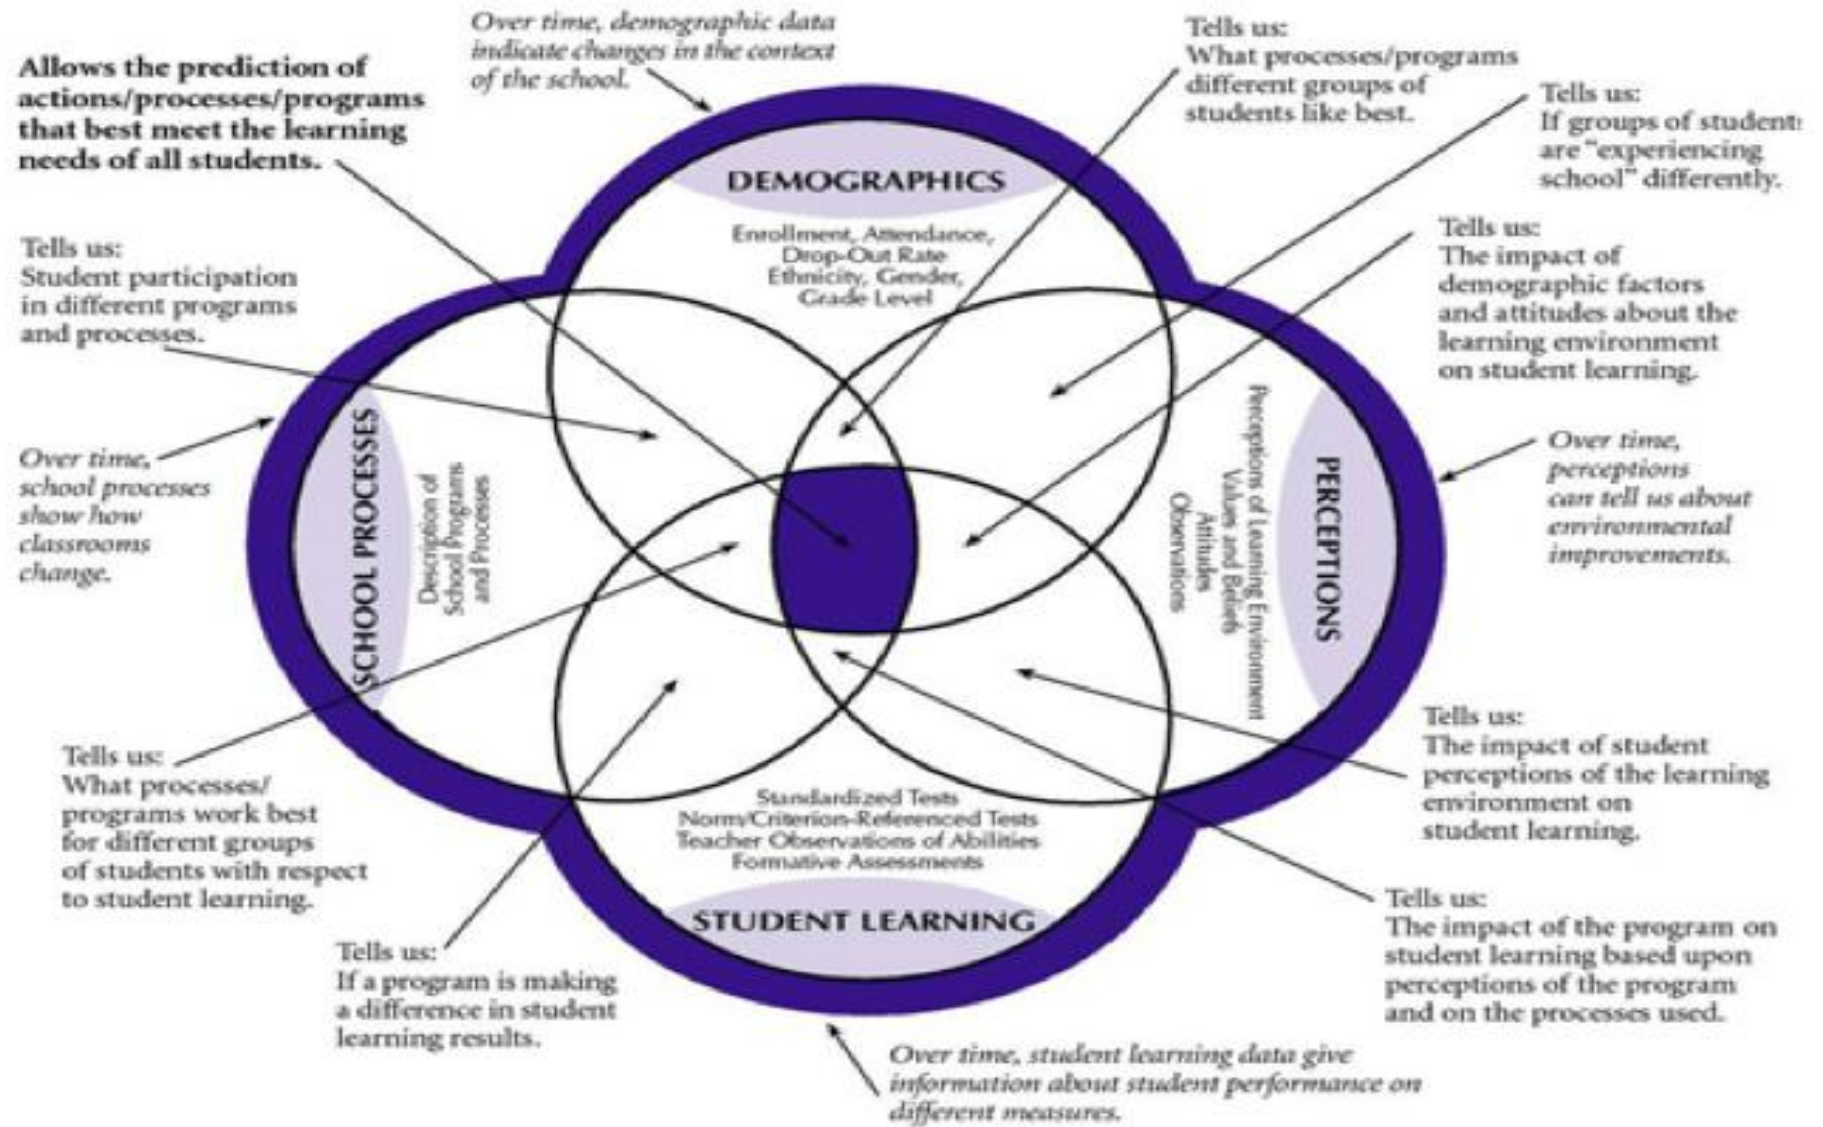 Over time, demographic data
indicate changes in the context
of the school.
Tells us:
What processes/programs
different groups of
students like best.
Allows the prediction of
actions/processes/programs
that best meet the learning
needs of all students.
Tells us:
If groups of students
are “experiencing
school” differently.
DEMOGRAPHICS
Enrollment, Attendance,
Drop-Out Rate
Ethnicity, Gender,
Grade Level
Tells us:
Student participation
in different programs
and processes.
Tells us:
The impact of
demographic factors
and attitudes about the
learning environment
on student learning.
Over time,
school processes
show how
classrooms
change.
SCHOOL PROCESSES
Description of
School Programs
and Processes
PERCEPTIONS
Perceptions of Learning Environment
Values and Beliefs
Attitudes
Observations
Over time,
perceptions
can tell us about
environmental
improvements.
Tells us:
What processes/
programs work best
for different groups
of students with respect
to student learning.
Tells us:
The impact of student
perceptions of the learning
environment on
student learning.
Standardized Tests
Norm/Criterion-Referenced Tests
Teacher Observations of Abilities
Formative Assessments
STUDENT LEARNING
Tells us:
If a program is making
a difference in student
learning results.
Tells us:
The impact of the program on
student learning based upon
perceptions of the program
and on the processes used.
Over time, student learning data give
information about student performance on
different measures.